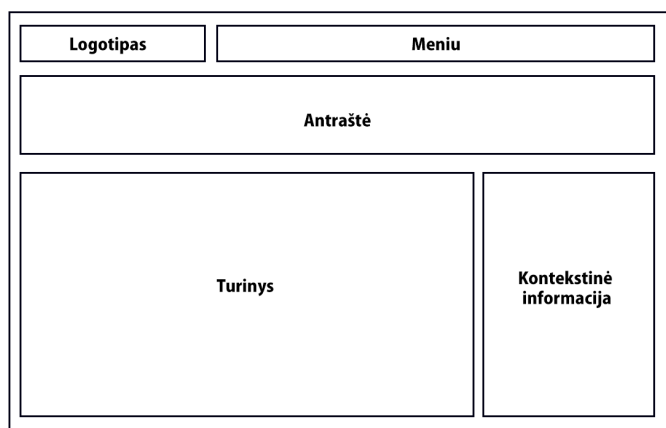 Logotipas
Meniu
Antraštė
Turinys
Kontekstinė
informacija